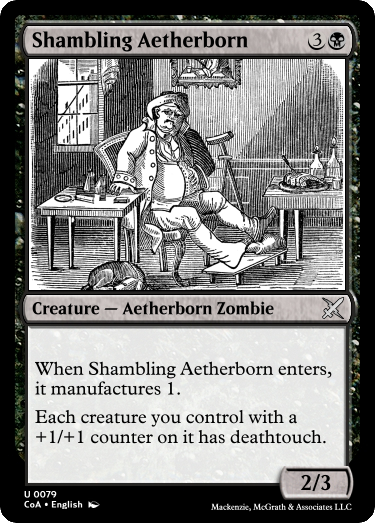 Shambling Aetherborn 3
Creature — Aetherborn Zombie
When Shambling Aetherborn enters,
it manufactures 1.
Each creature you control with a
+1/+1 counter on it has deathtouch.
2/3
U 0079
CoA • English
Mackenzie, McGrath & Associates LLC